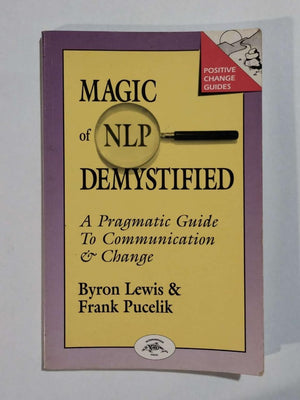 POSITIVE
CHANGE
GUIDES
MAGIC
of NLP
DEMYSTIFIED
A Pragmatic Guide
To Communication
& Change
Byron Lewis &
Frank Pucelik